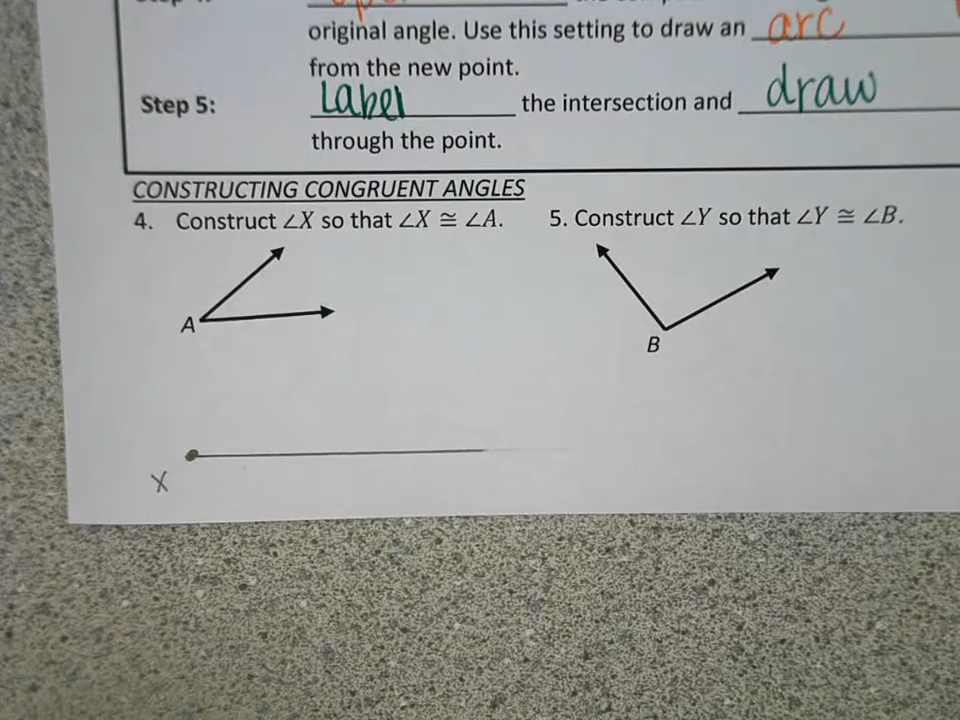 original angle. Use this setting to draw an arc
from the new point.
Step 5: Label the intersection and draw
through the point.
CONSTRUCTING CONGRUENT ANGLES
4. Construct ∠X so that ∠X ≅ ∠A. 5. Construct ∠Y so that ∠Y ≅ ∠B.
A
B
X